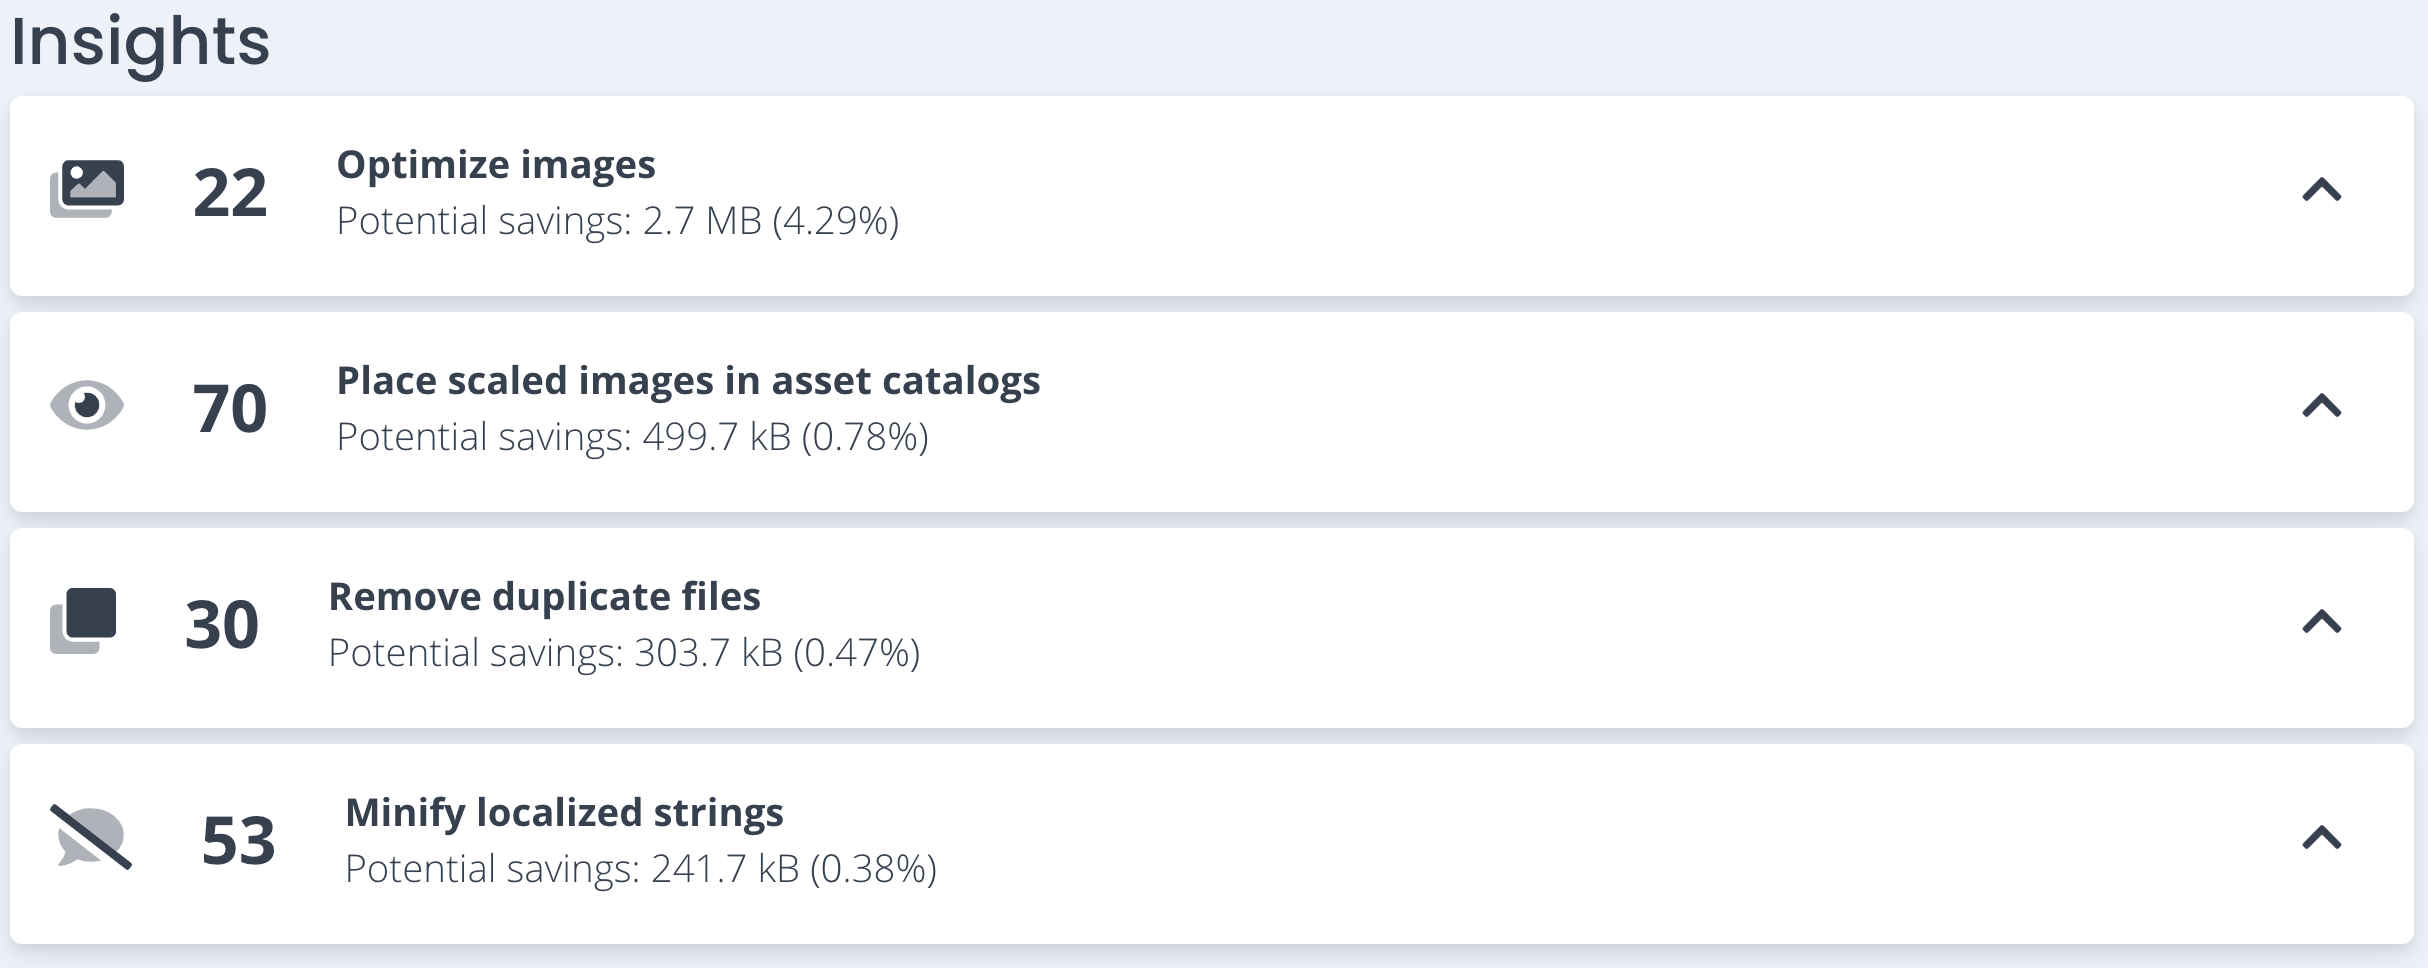 Insights
22
Optimize images
Potential savings: 2.7 MB (4.29%)
70
Place scaled images in asset catalogs
Potential savings: 499.7 kB (0.78%)
30
Remove duplicate files
Potential savings: 303.7 kB (0.47%)
53
Minify localized strings
Potential savings: 241.7 kB (0.38%)